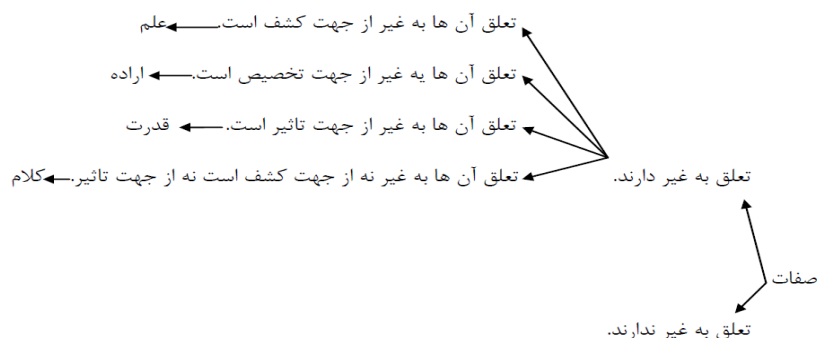 تعلق آن ها به غیر از جهت کشف است. علم
تعلق آن ها یه غیر از جهت تخصیص است. اراده
تعلق آن ها به غیر از جهت تاثیر است. قدرت
تعلق به غیر دارند. تعلق آن ها به غیر نه از جهت کشف است نه از جهت تاثیر. کلام
صفات
تعلق به غیر ندارند.